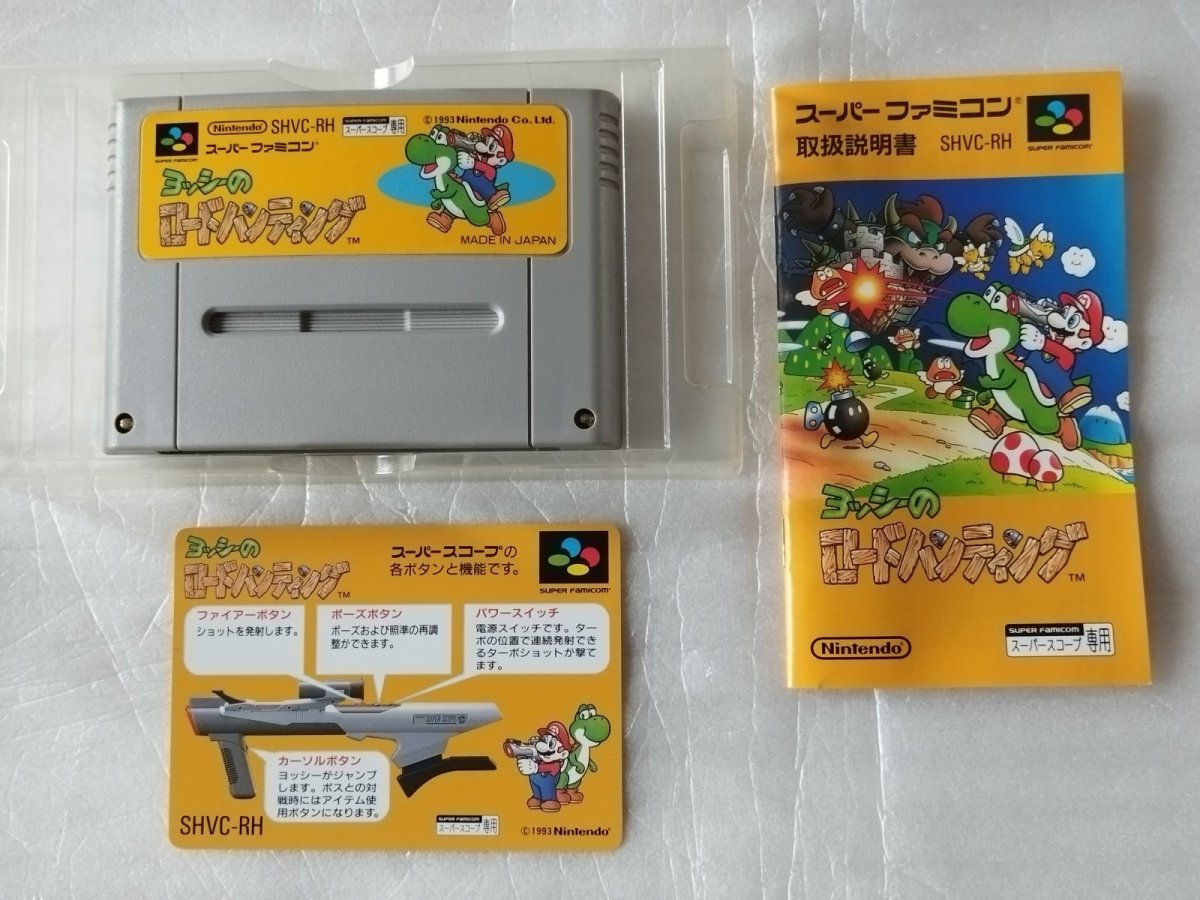 SUPER FAMICOM
Nintendo
SHVC-RH
SUPER FAMICOM
スーパースコープ 専用
© 1993 Nintendo Co., Ltd.
スーパーファミコン®
ヨッシーの
ロードハンティング™
MADE IN JAPAN
スーパーファミコン®
取扱説明書 SHVC-RH
SUPER FAMICOM
ヨッシーの
ロードハンティング™
Nintendo®
SUPER FAMICOM
スーパースコープ 専用
ヨッシーの
ロードハンティング™
スーパースコープの
各ボタンと機能です。
SUPER FAMICOM
ファイアーボタン
ショットを発射します。
ポーズボタン
ポーズおよび照準の再調
整ができます。
パワースイッチ
電源スイッチです。ター
ボの位置で連続発射でき
るターボショットが撃て
ます。
SUPER SCOPE
カーソルボタン
ヨッシーがジャンプ
します。ボスとの対
戦時にはアイテム使
用ボタンになります。
SHVC-RH
SUPER FAMICOM
スーパースコープ 専用
© 1993 Nintendo